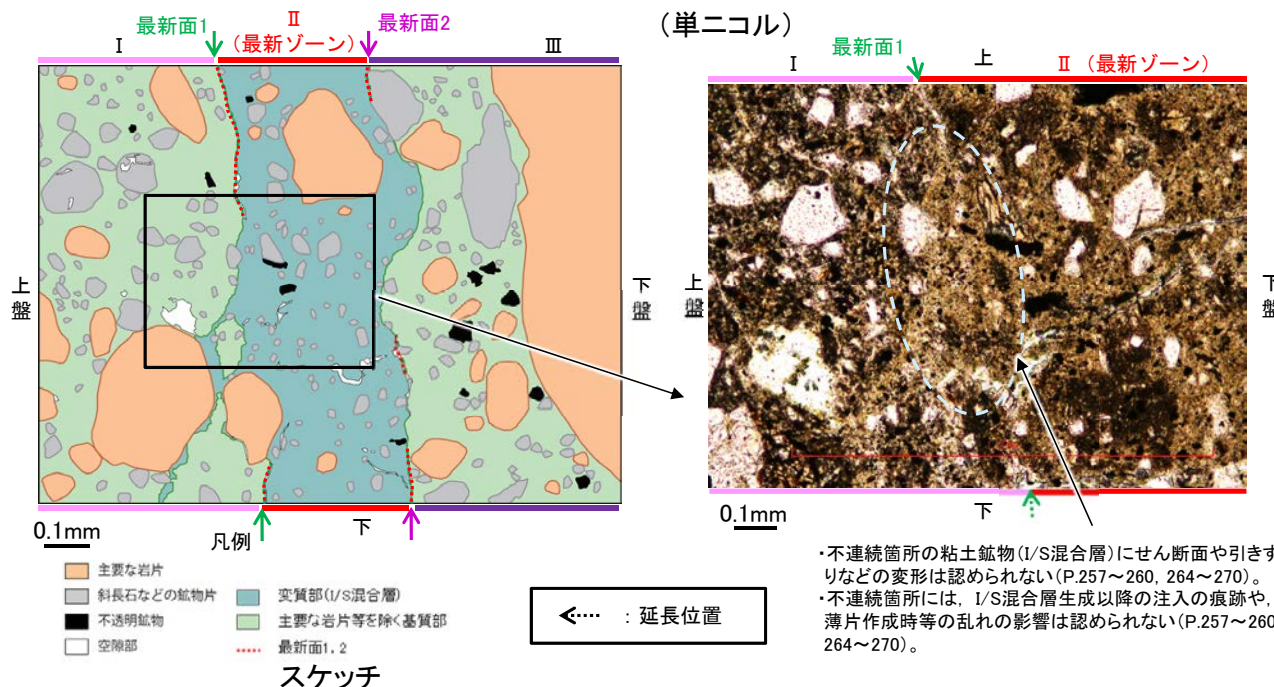 (単ニコル)
最新面1
Ⅱ
(最新ゾーン)
最新面2
Ⅰ
Ⅲ
上盤
下盤
0.1mm
下
凡例
主要な岩片
斜長石などの鉱物片
不透明鉱物
空隙部
変質部(I/S混合層)
主要な岩片等を除く基質部
最新面1, 2
スケッチ
最新面1
上
Ⅰ
Ⅱ (最新ゾーン)
上盤
下盤
0.1mm
下
: 延長位置
・不連続箇所の粘土鉱物(I/S混合層)にせん断面や引きず
りなどの変形は認められない(P.257~260, 264~270)。
・不連続箇所には, I/S混合層生成以降の注入の痕跡や,
薄片作成時等の乱れの影響は認められない(P.257~260
264~270)。